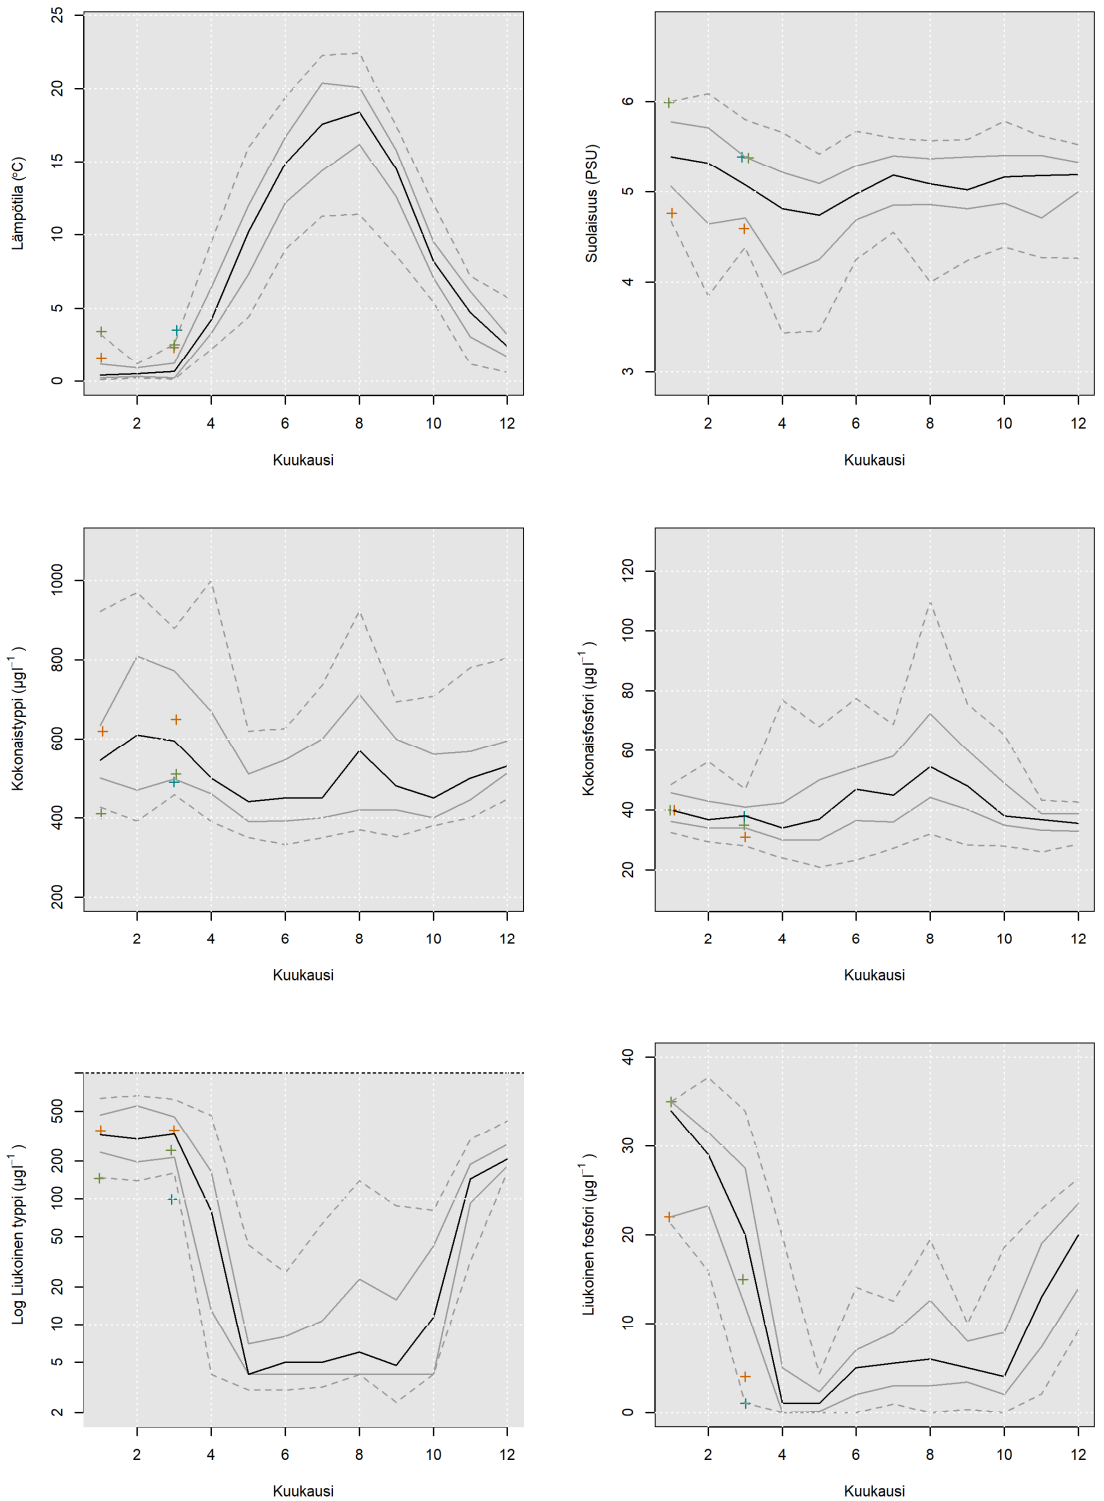 25
20
15
10
5
0
Lämpötila (°C)
2 4 6 8 10 12
Kuukausi
6
5
4
3
Suolaisuus (PSU)
2 4 6 8 10 12
Kuukausi
1000
800
600
400
200
Kokonaistyppi (µgl⁻¹ )
2 4 6 8 10 12
Kuukausi
120
100
80
60
40
20
Kokonaisfosfori (µgl⁻¹ )
2 4 6 8 10 12
Kuukausi
500
200
100
50
20
10
5
2
Log Liukoinen typpi (µgl⁻¹ )
2 4 6 8 10 12
Kuukausi
40
30
20
10
0
Liukoinen fosfori (µgl⁻¹ )
2 4 6 8 10 12
Kuukausi